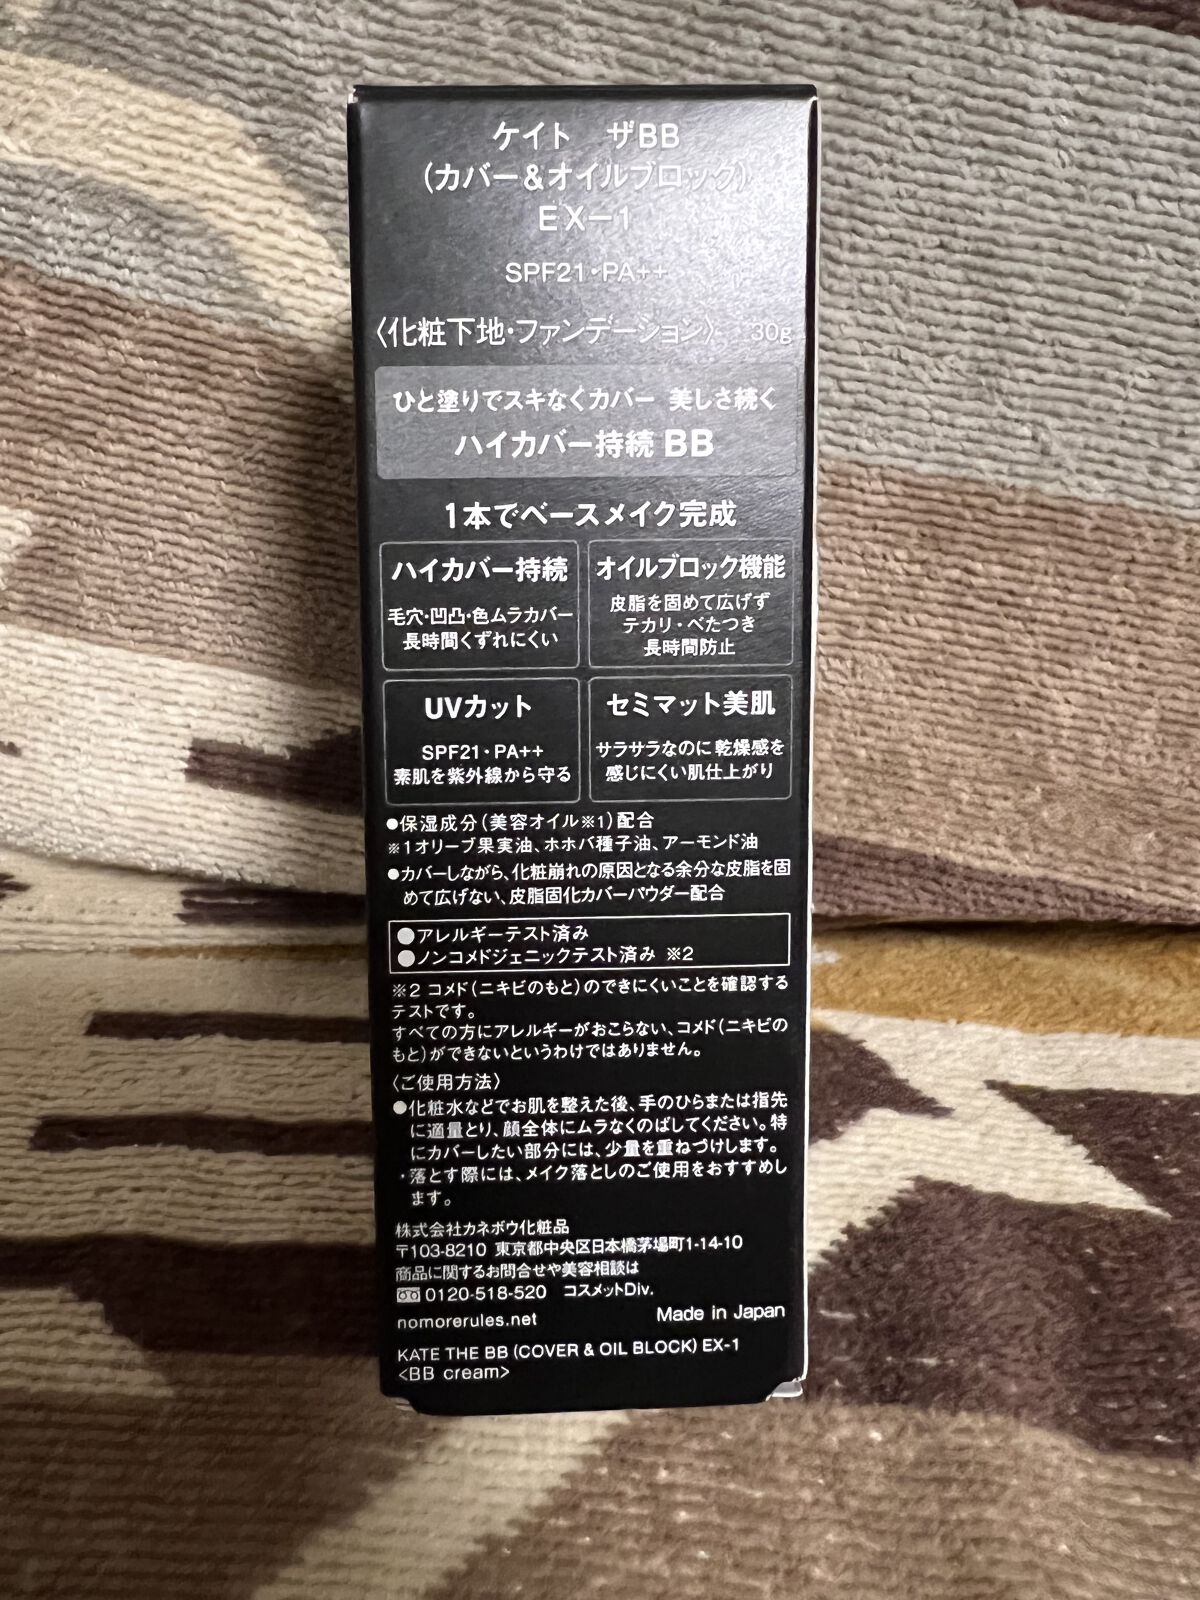 ケイト　ザBB
(カバー&オイルブロック)
EX－1
SPF21・PA++
〈化粧下地・ファンデーション〉 30g
ひと塗りでスキなくカバー 美しさ続く
ハイカバー持続 BB
1本でベースメイク完成
ハイカバー持続
毛穴・凹凸・色ムラカバー
長時間くずれにくい
オイルブロック機能
皮脂を固めて広げず
テカリ・べたつき
長時間防止
UVカット
SPF21・PA++
素肌を紫外線から守る
セミマット美肌
サラサラなのに乾燥感を
感じにくい肌仕上がり
●保湿成分(美容オイル※1)配合
※1オリーブ果実油、ホホバ種子油、アーモンド油
●カバーしながら、化粧崩れの原因となる余分な皮脂を固
めて広げない、皮脂固化カバーパウダー配合
●アレルギーテスト済み
●ノンコメドジェニックテスト済み ※2
※2 コメド(ニキビのもと)のできにくいことを確認する
テストです。
すべての方にアレルギーがおこらない、コメド(ニキビの
もと)ができないというわけではありません。
〈ご使用方法〉
●化粧水などでお肌を整えた後、手のひらまたは指先
に適量とり、顔全体にムラなくのばしてください。特
にカバーしたい部分には、少量を重ねづけします。
・落とす際には、メイク落としのご使用をおすすめし
ます。
株式会社カネボウ化粧品
〒103-8210 東京都中央区日本橋茅場町1-14-10
商品に関するお問合せや美容相談は
0120-518-520 コスメットDiv.
nomorerules.net Made in Japan
KATE THE BB (COVER & OIL BLOCK) EX-1
<BB cream>